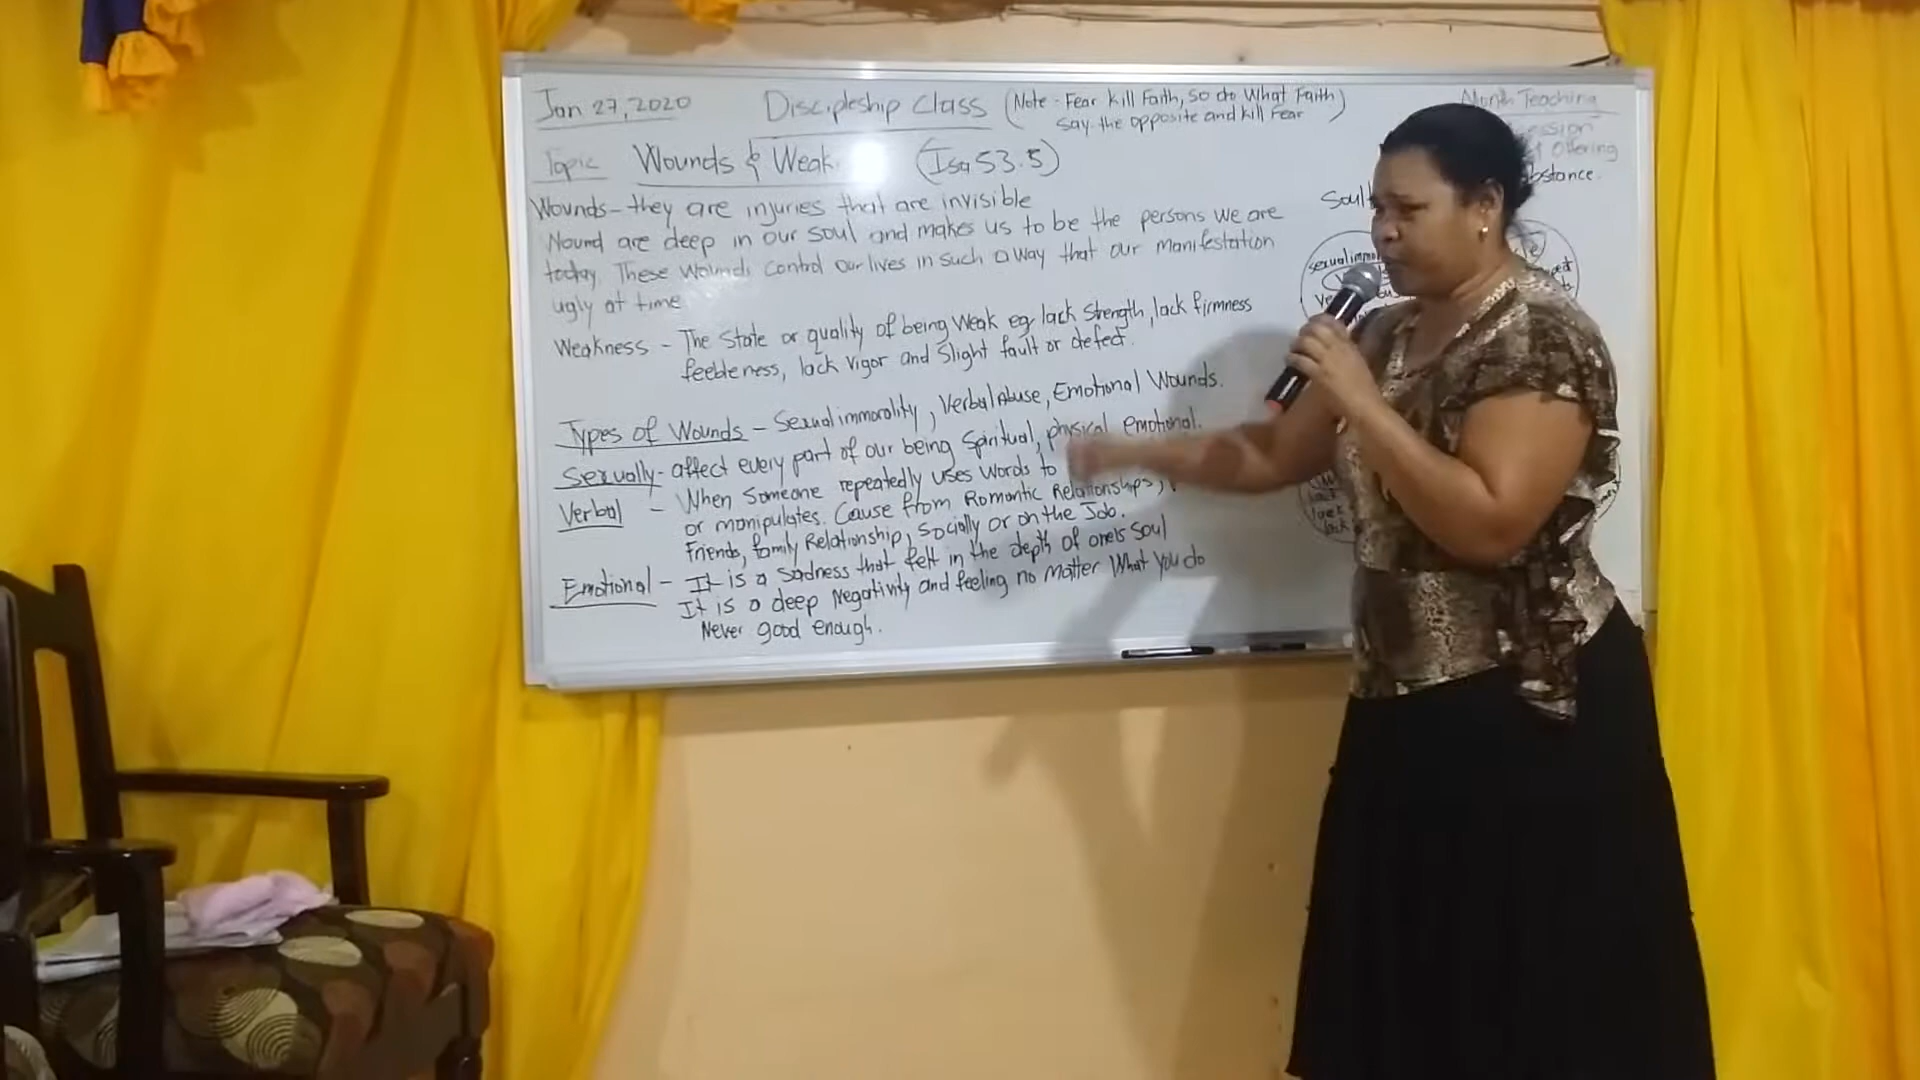 Jan 27, 2020
Discipleship Class
(Note - Fear Kill Faith, so do What Faith
say the opposite and kill Fear)
Month Teaching
Offering
Topic Wounds & Weak (Isa 53.5)
Wounds - they are injuries that are invisible
Wound are deep in our soul and makes us to be the persons we are
today. These wounds control our lives in such a way that our manifestation
ugly at time
Weakness - The State or quality of being Weak eg lack strength, lack firmness
feebleness, lack vigor and slight fault or defect.
Types of Wounds - Sexual immorality, Verbal Abuse, Emotional Wounds.
Sexually - affect every part of our being Spiritual, physical emotional.
Verbal - When Someone repeatedly uses words to
or manipulates. Cause from Romantic Relationships,
Friends, family Relationship, socially or on the Job.
Emotional - It is a sadness that felt in the depth of one's soul
It is a deep Negativity and feeling no matter What You do
Never good enough.
Soul
lack
lack